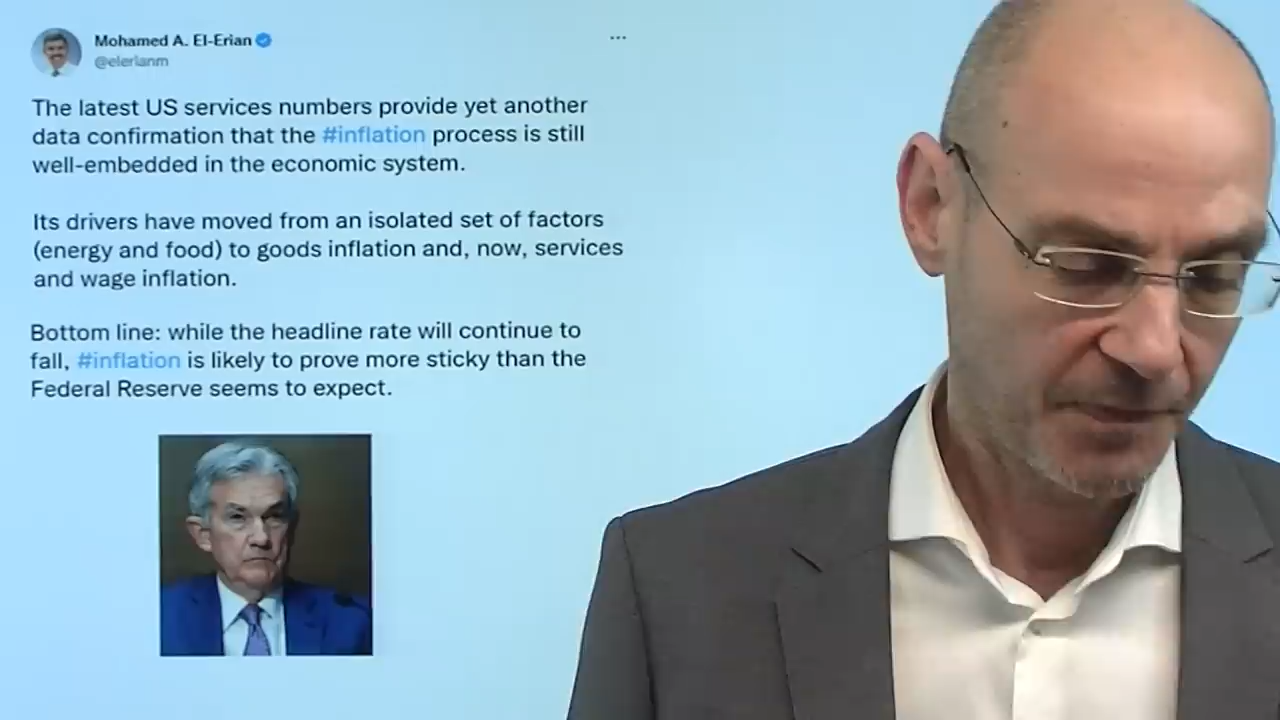 Mohamed A. El-Erian
@elerianm
...
The latest US services numbers provide yet another
data confirmation that the #inflation process is still
well-embedded in the economic system.
Its drivers have moved from an isolated set of factors
(energy and food) to goods inflation and, now, services
and wage inflation.
Bottom line: while the headline rate will continue to
fall, #inflation is likely to prove more sticky than the
Federal Reserve seems to expect.